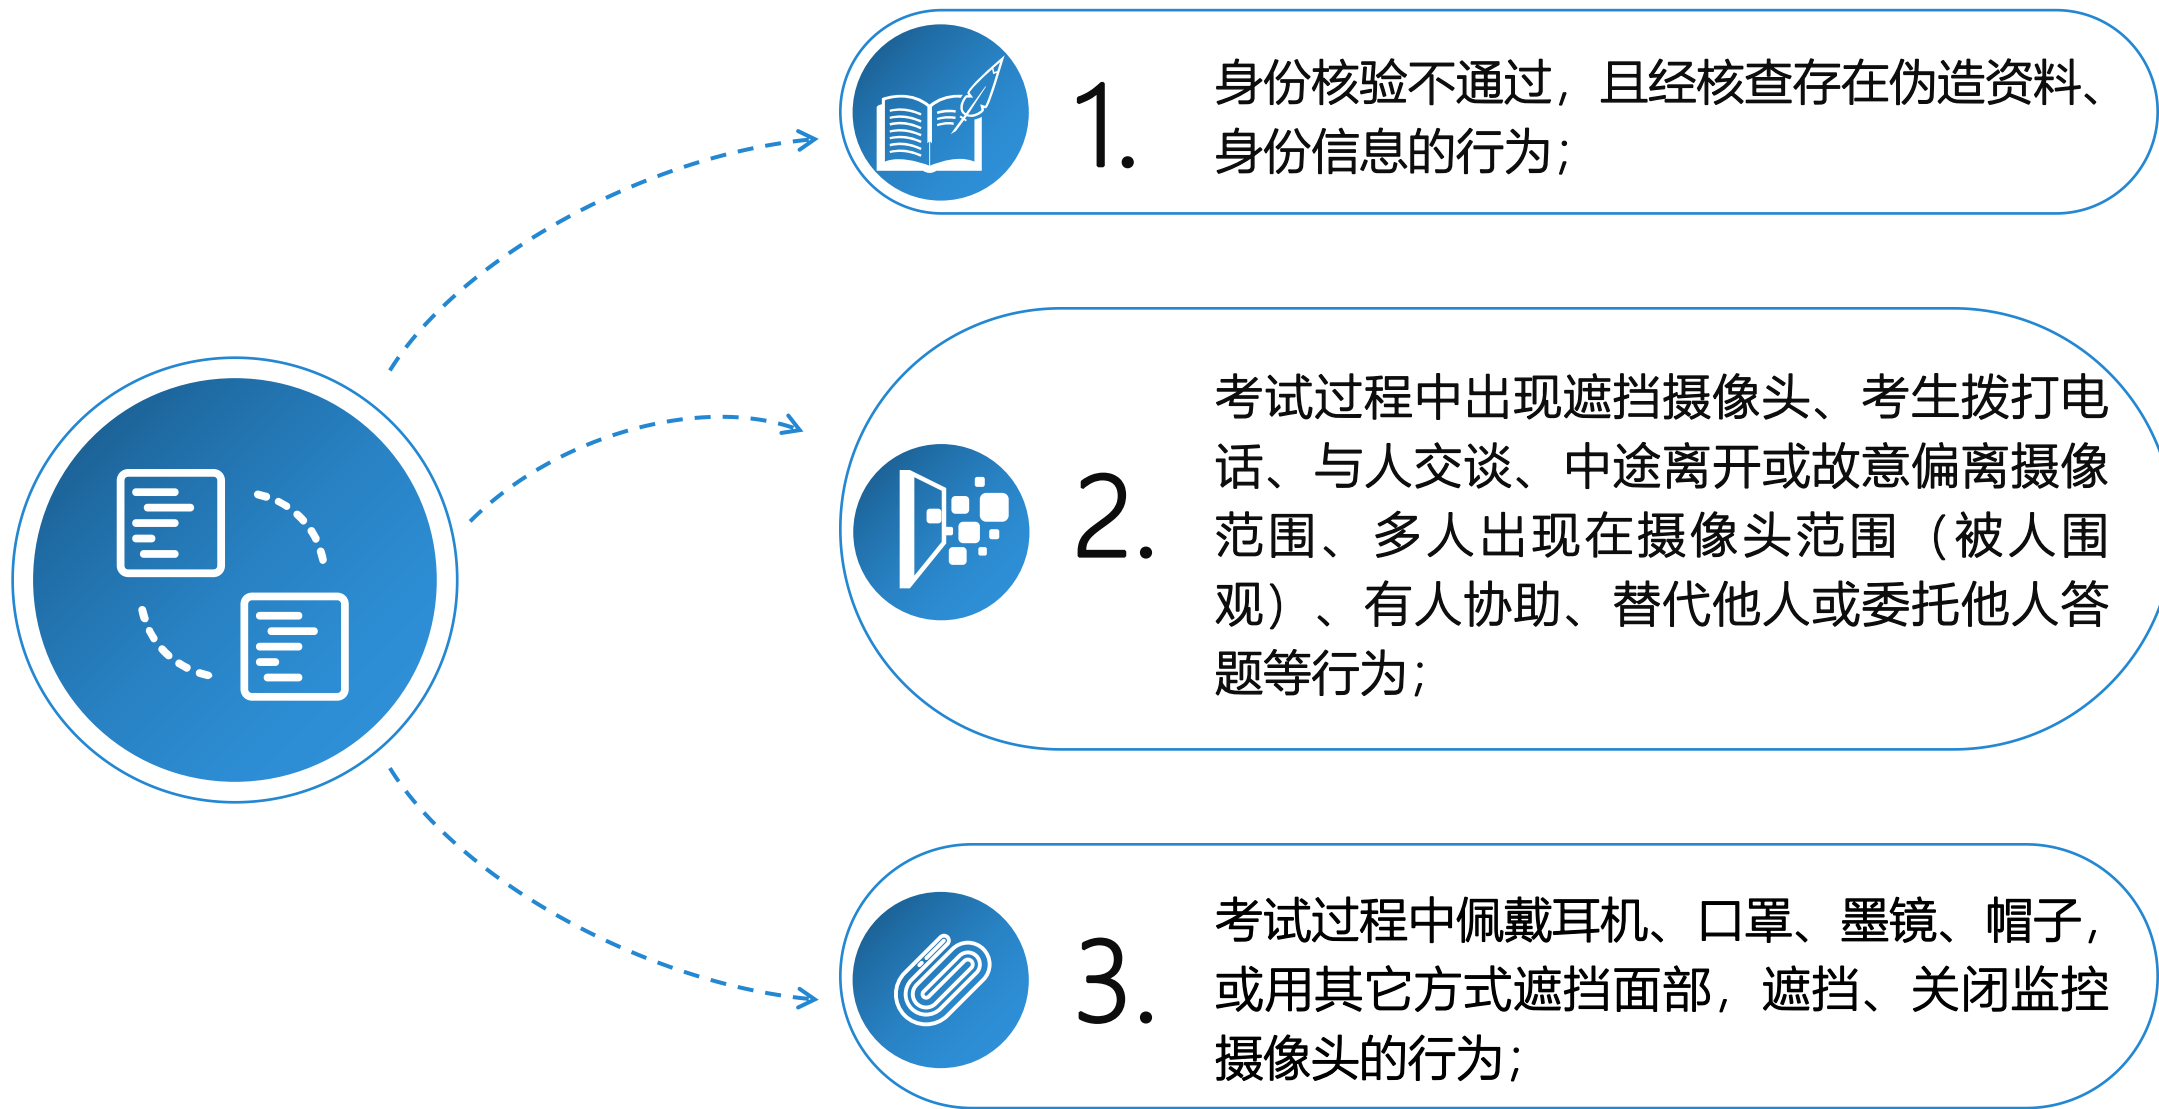 1.
身份核验不通过，且经核查存在伪造资料、
身份信息的行为；
2.
考试过程中出现遮挡摄像头、考生拨打电
话、与人交谈、中途离开或故意偏离摄像
范围、多人出现在摄像头范围（被人围
观）、有人协助、替代他人或委托他人答
题等行为；
3.
考试过程中佩戴耳机、口罩、墨镜、帽子，
或用其它方式遮挡面部，遮挡、关闭监控
摄像头的行为；